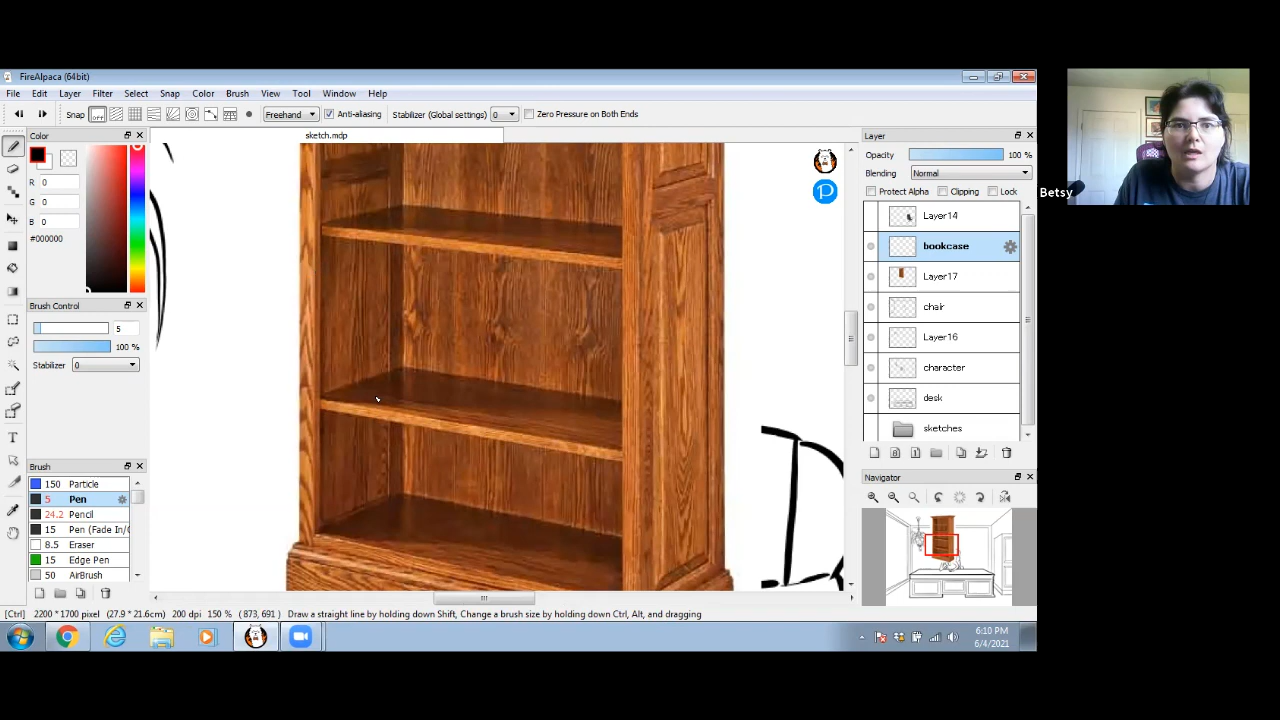 FireAlpaca (64bit)
File Edit Layer Filter Select Snap Color Brush View Tool Window Help
Snap OFF Freehand Anti-aliasing Stabilizer (Global settings) 0 Zero Pressure on Both Ends
Color
R 0
G 0
B 0
#000000
Brush Control
5
100 %
Stabilizer 0
Brush
150 Particle
5 Pen
24.2 Pencil
15 Pen (Fade In/O
8.5 Eraser
15 Edge Pen
50 AirBrush
sketch.mdp
P
Layer
Opacity 100 %
Blending Normal
Protect Alpha Clipping Lock
Layer14
bookcase
Layer17
chair
Layer16
character
desk
sketches
Navigator
[Ctrl] 2200 * 1700 pixel (27.9 * 21.6cm) 200 dpi 150 % (873, 691) Draw a straight line by holding down Shift, Change a brush size by holding down Ctrl, Alt, and dragging
6:10 PM
6/4/2021
Betsy